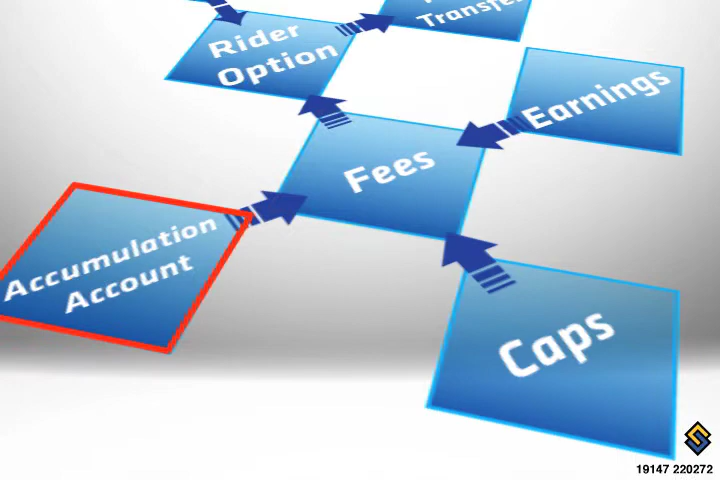 Rider
Option
Earnings
Fees
Accumulation
Account
Caps
19147 220272